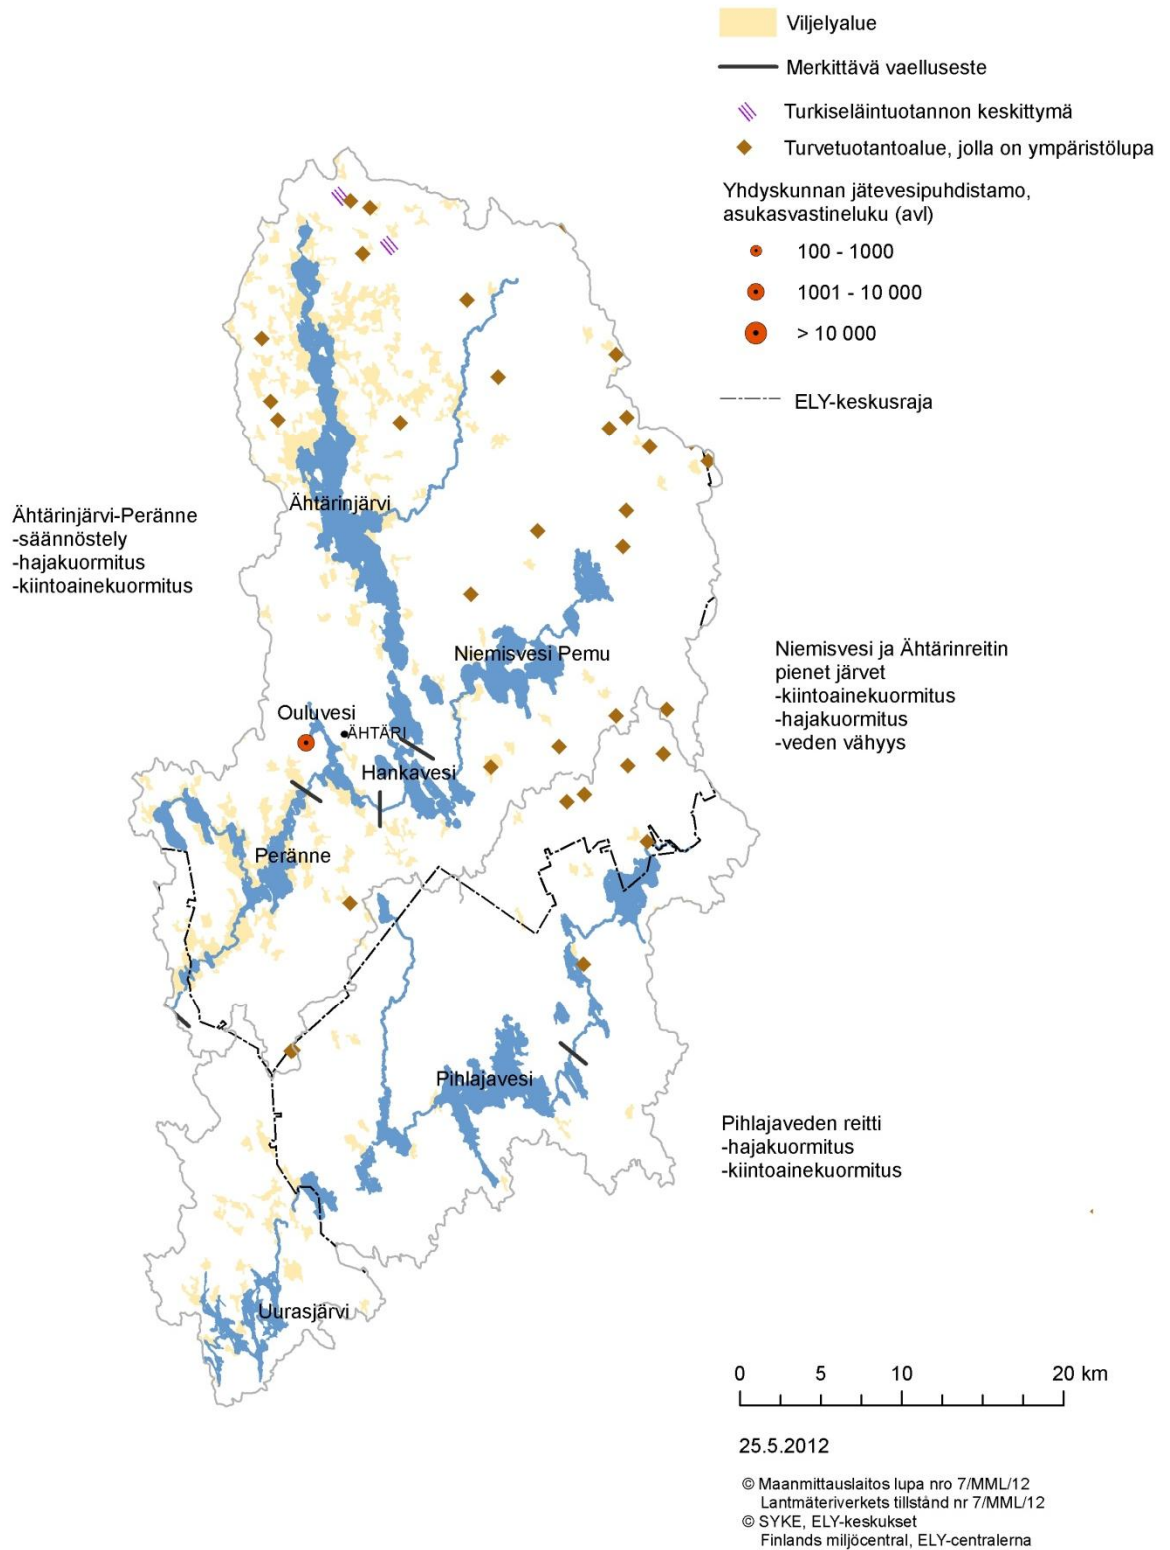 Viljelyalue
Merkittävä vaelluseste
Turkiseläintuotannon keskittymä
Turvetuotantoalue, jolla on ympäristölupa
Yhdyskunnan jätevesipuhdistamo,
asukasvastineluku (avl)
100 - 1000
1001 - 10 000
> 10 000
ELY-keskusraja
Ähtärinjärvi
Ähtärinjärvi-Peränne
-säännöstely
-hajakuormitus
-kiintoainekuormitus
Niemisvesi Pemu
Niemisvesi ja Ähtärinreitin
pienet järvet
-kiintoainekuormitus
-hajakuormitus
-veden vähyys
Ouluvesi
ÄHTÄRI
Hankavesi
Peränne
Pihlajavesi
Pihlajaveden reitti
-hajakuormitus
-kiintoainekuormitus
Uurasjärvi
0 5 10 20 km
25.5.2012
© Maanmittauslaitos lupa nro 7/MML/12
Lantmäteriverkets tillstånd nr 7/MML/12
© SYKE, ELY-keskukset
Finlands miljöcentral, ELY-centralerna